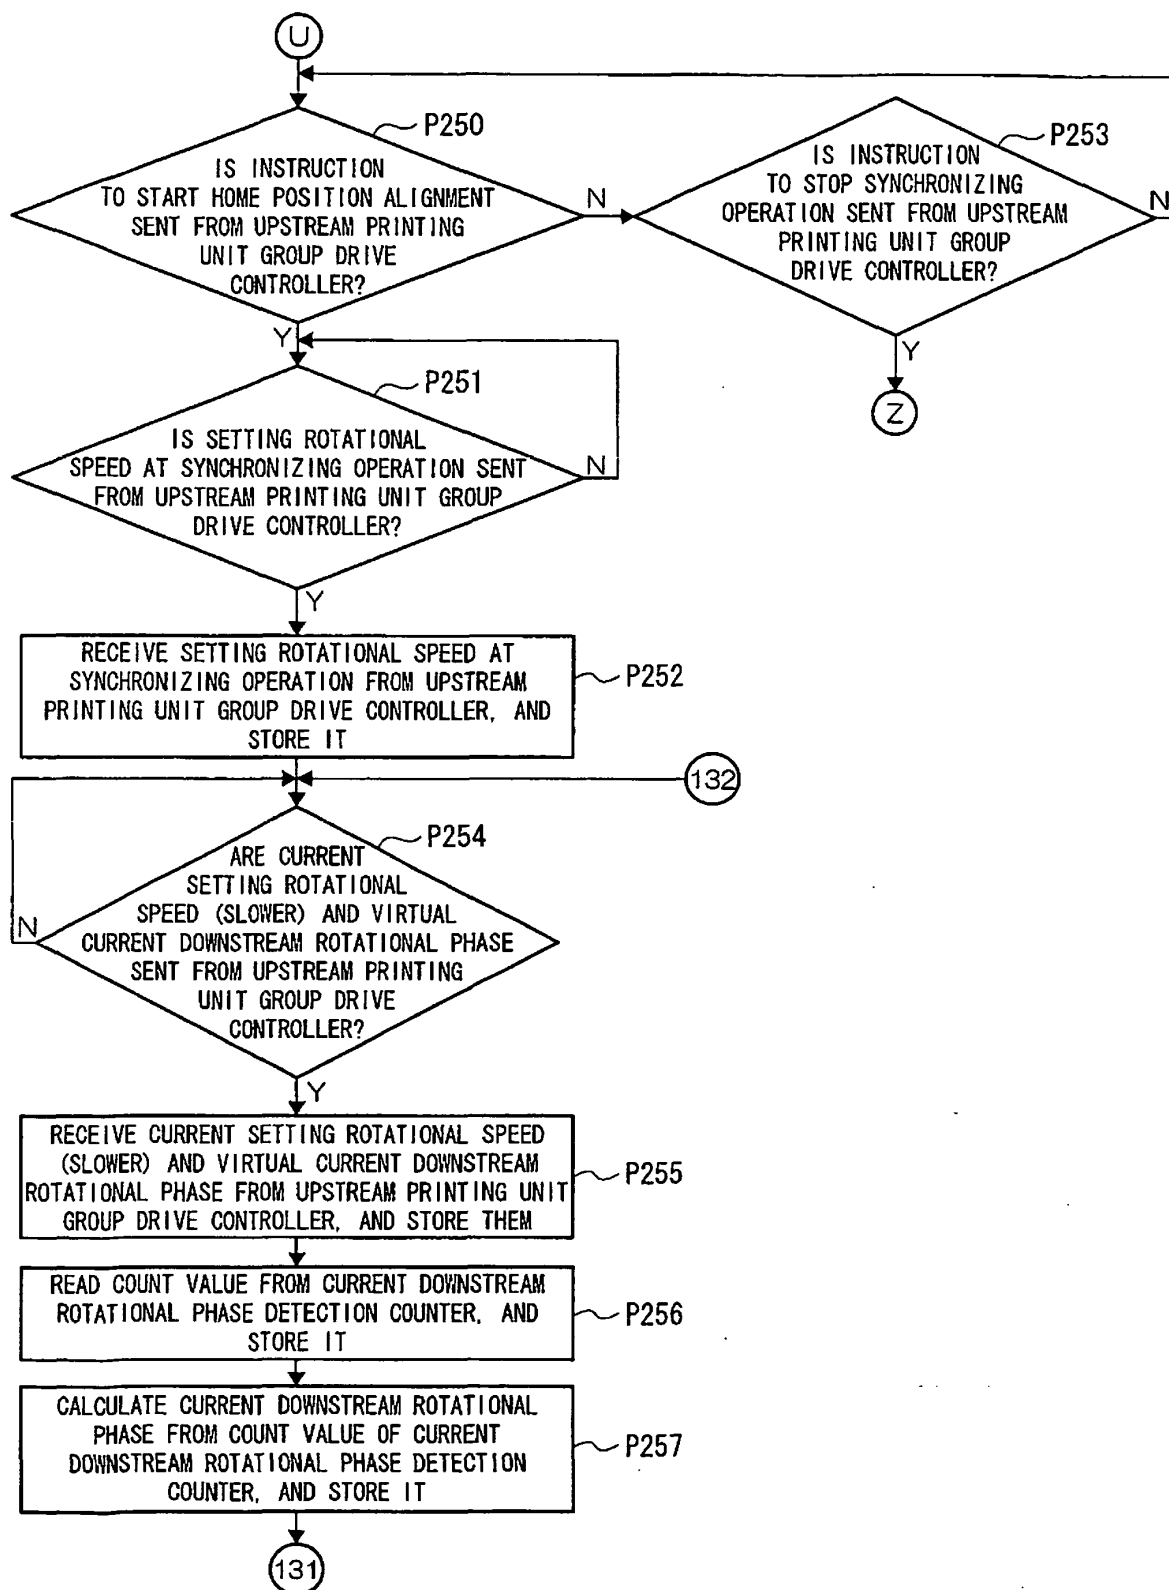 U
P250
IS INSTRUCTION
TO START HOME POSITION ALIGNMENT
SENT FROM UPSTREAM PRINTING
UNIT GROUP DRIVE
CONTROLLER?
N
Y
P253
IS INSTRUCTION
TO STOP SYNCHRONIZING
OPERATION SENT FROM UPSTREAM
PRINTING UNIT GROUP
DRIVE CONTROLLER?
N
Y
Z
P251
IS SETTING ROTATIONAL
SPEED AT SYNCHRONIZING OPERATION SENT
FROM UPSTREAM PRINTING UNIT GROUP
DRIVE CONTROLLER?
N
Y
RECEIVE SETTING ROTATIONAL SPEED AT
SYNCHRONIZING OPERATION FROM UPSTREAM
PRINTING UNIT GROUP DRIVE CONTROLLER, AND
STORE IT
P252
132
P254
ARE CURRENT
SETTING ROTATIONAL
SPEED (SLOWER) AND VIRTUAL
CURRENT DOWNSTREAM ROTATIONAL PHASE
SENT FROM UPSTREAM PRINTING
UNIT GROUP DRIVE
CONTROLLER?
N
Y
RECEIVE CURRENT SETTING ROTATIONAL SPEED
(SLOWER) AND VIRTUAL CURRENT DOWNSTREAM
ROTATIONAL PHASE FROM UPSTREAM PRINTING UNIT
GROUP DRIVE CONTROLLER, AND STORE THEM
P255
READ COUNT VALUE FROM CURRENT DOWNSTREAM
ROTATIONAL PHASE DETECTION COUNTER, AND
STORE IT
P256
CALCULATE CURRENT DOWNSTREAM ROTATIONAL
PHASE FROM COUNT VALUE OF CURRENT
DOWNSTREAM ROTATIONAL PHASE DETECTION
COUNTER, AND STORE IT
P257
131